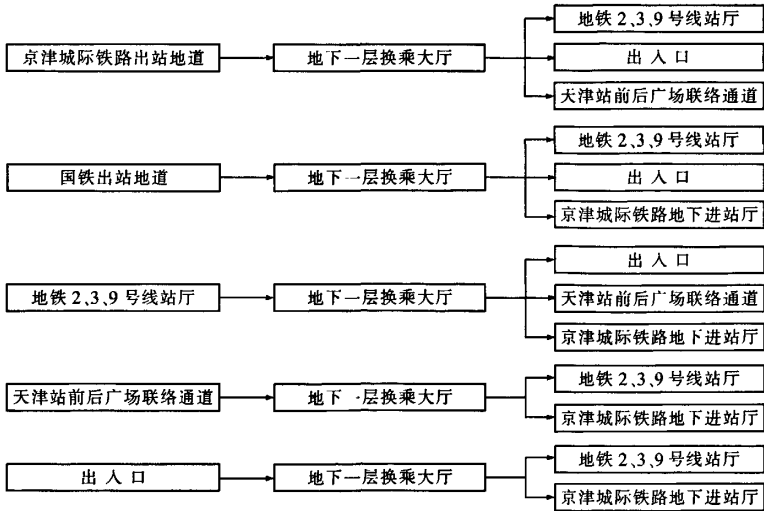 地铁2、3、9号线站厅
京津城际铁路出站地道
地下一层换乘大厅
出入口
天津站前后广场联络通道
地铁2、3、9号线站厅
国铁出站地道
地下一层换乘大厅
出入口
京津城际铁路地下进站厅
出入口
地铁2、3、9号线站厅
地下一层换乘大厅
天津站前后广场联络通道
京津城际铁路地下进站厅
地铁2、3、9号线站厅
天津站前后广场联络通道
地下一层换乘大厅
京津城际铁路地下进站厅
地铁2、3、9号线站厅
出入口
地下一层换乘大厅
京津城际铁路地下进站厅